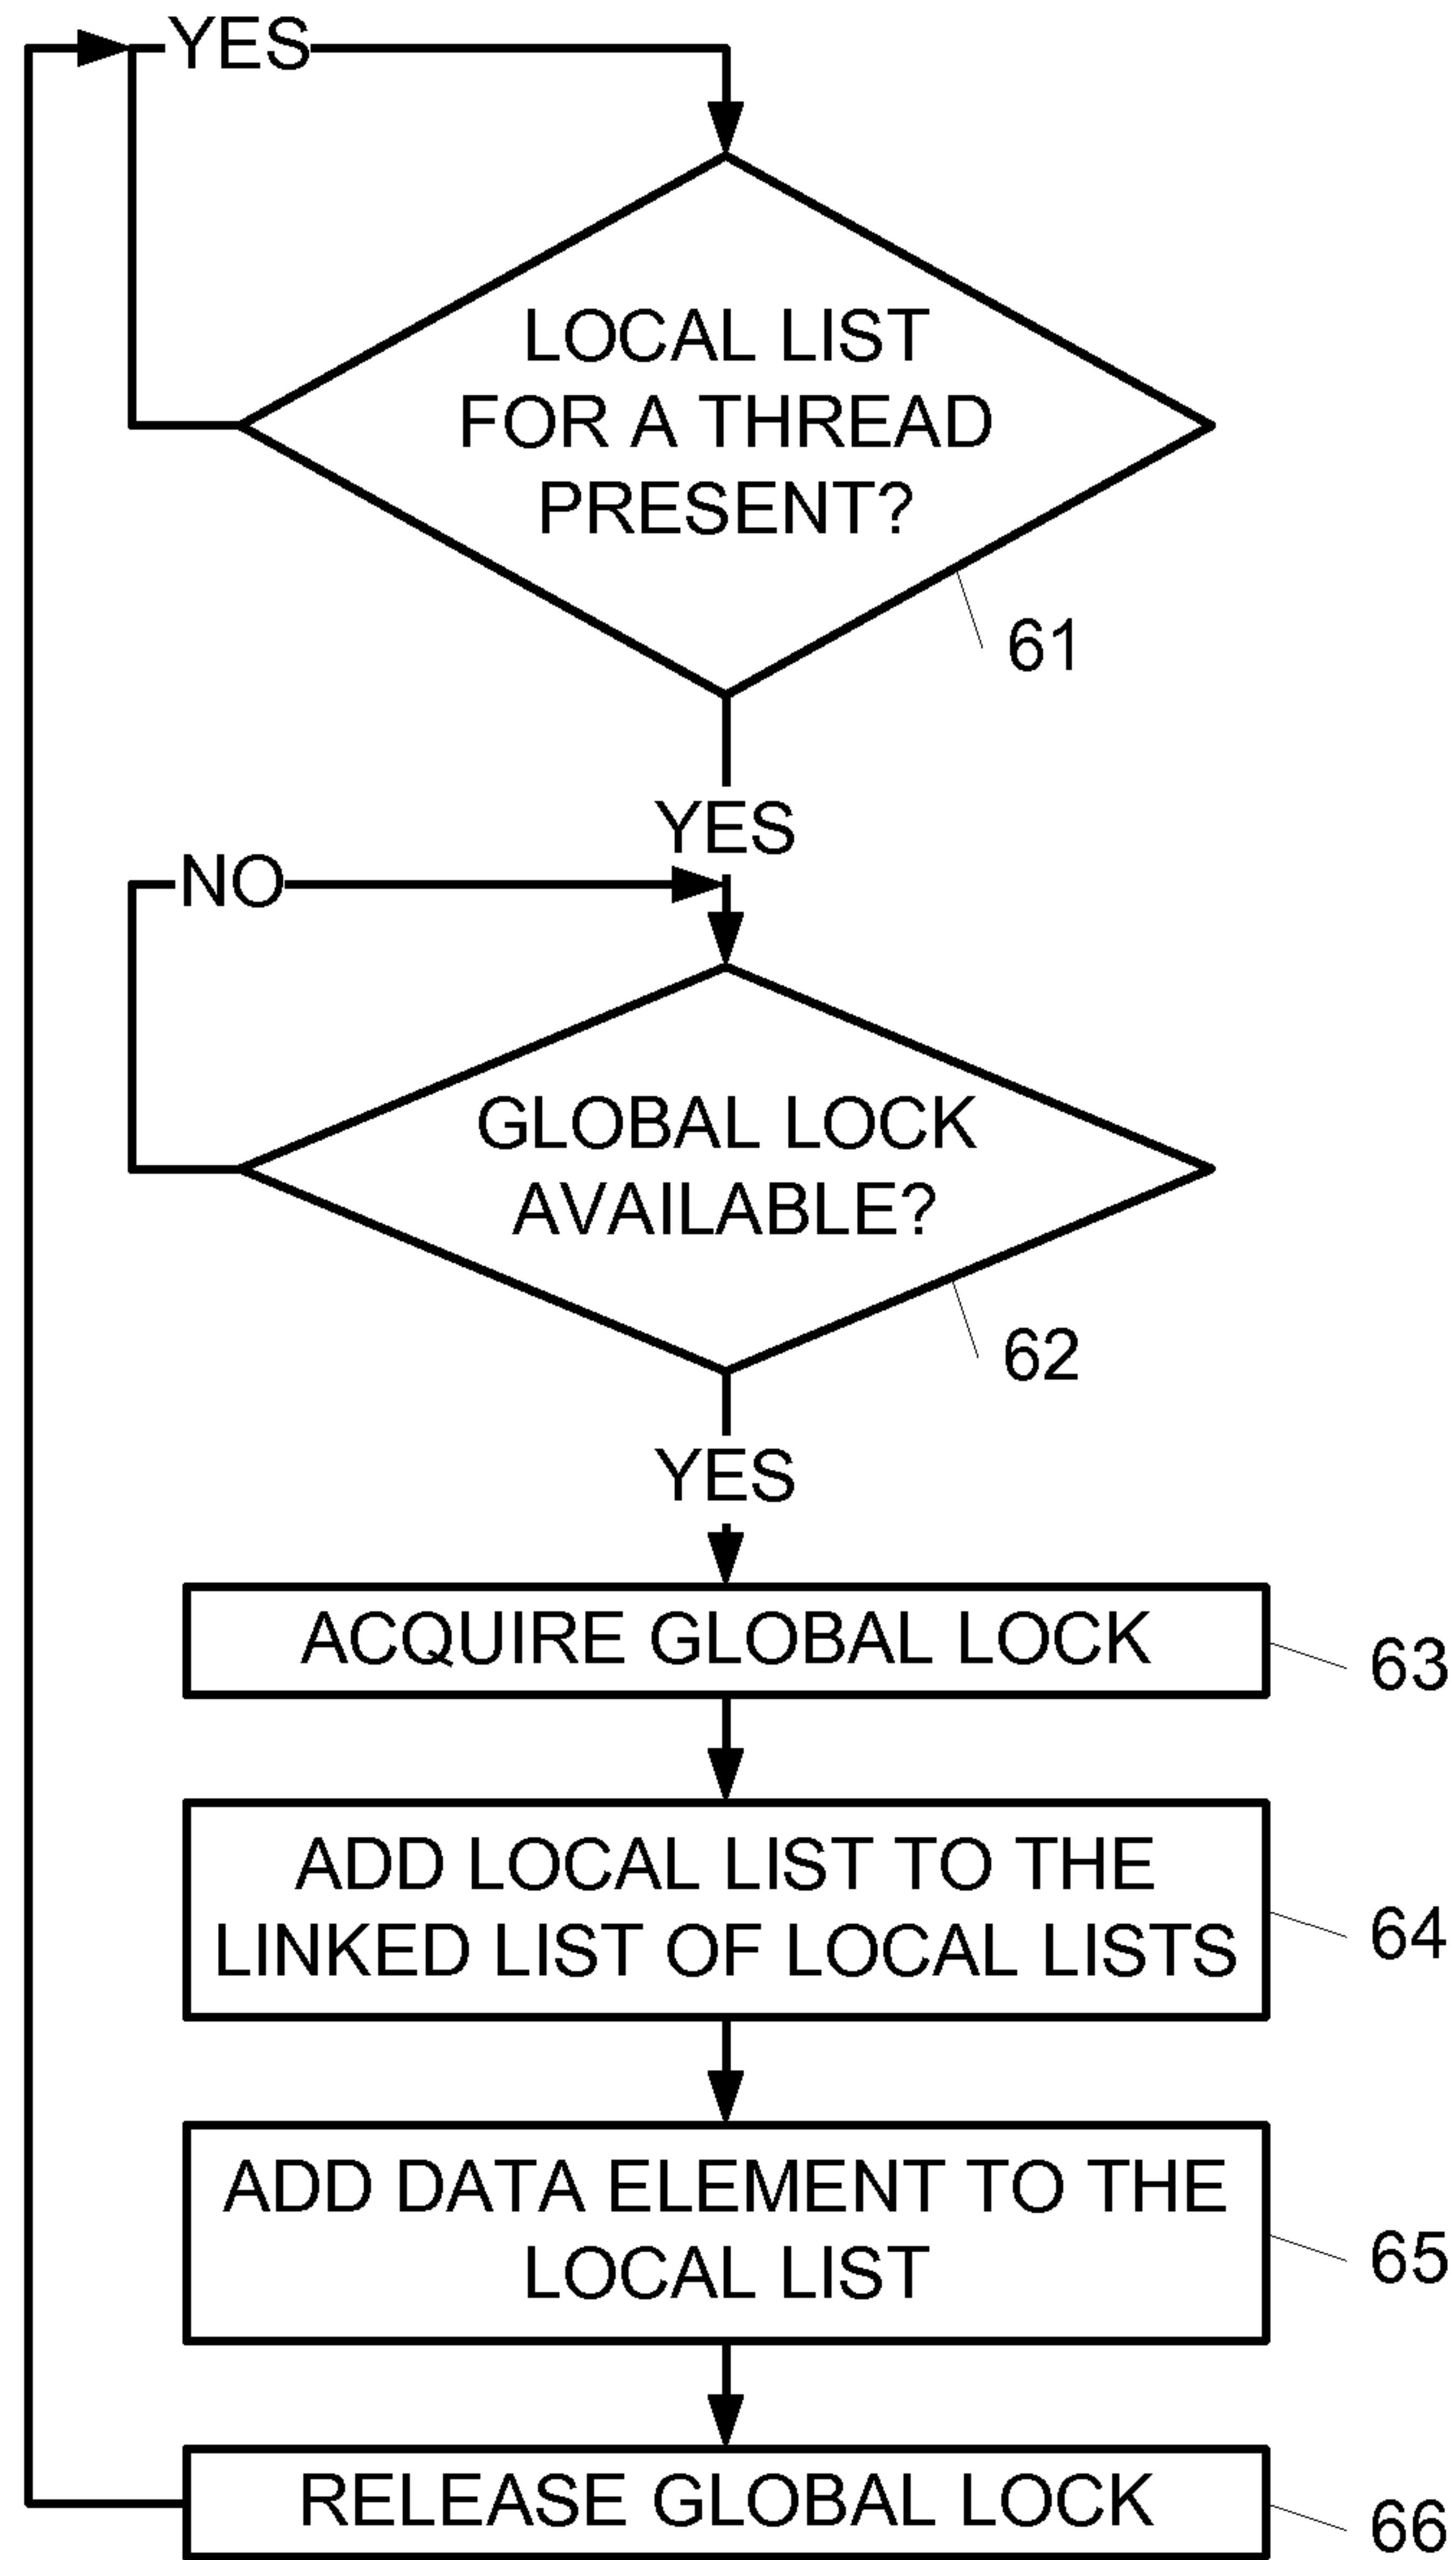 YES
LOCAL LIST
FOR A THREAD
PRESENT?
61
YES
NO
GLOBAL LOCK
AVAILABLE?
62
YES
ACQUIRE GLOBAL LOCK
63
ADD LOCAL LIST TO THE
LINKED LIST OF LOCAL LISTS
64
ADD DATA ELEMENT TO THE
LOCAL LIST
65
RELEASE GLOBAL LOCK
66